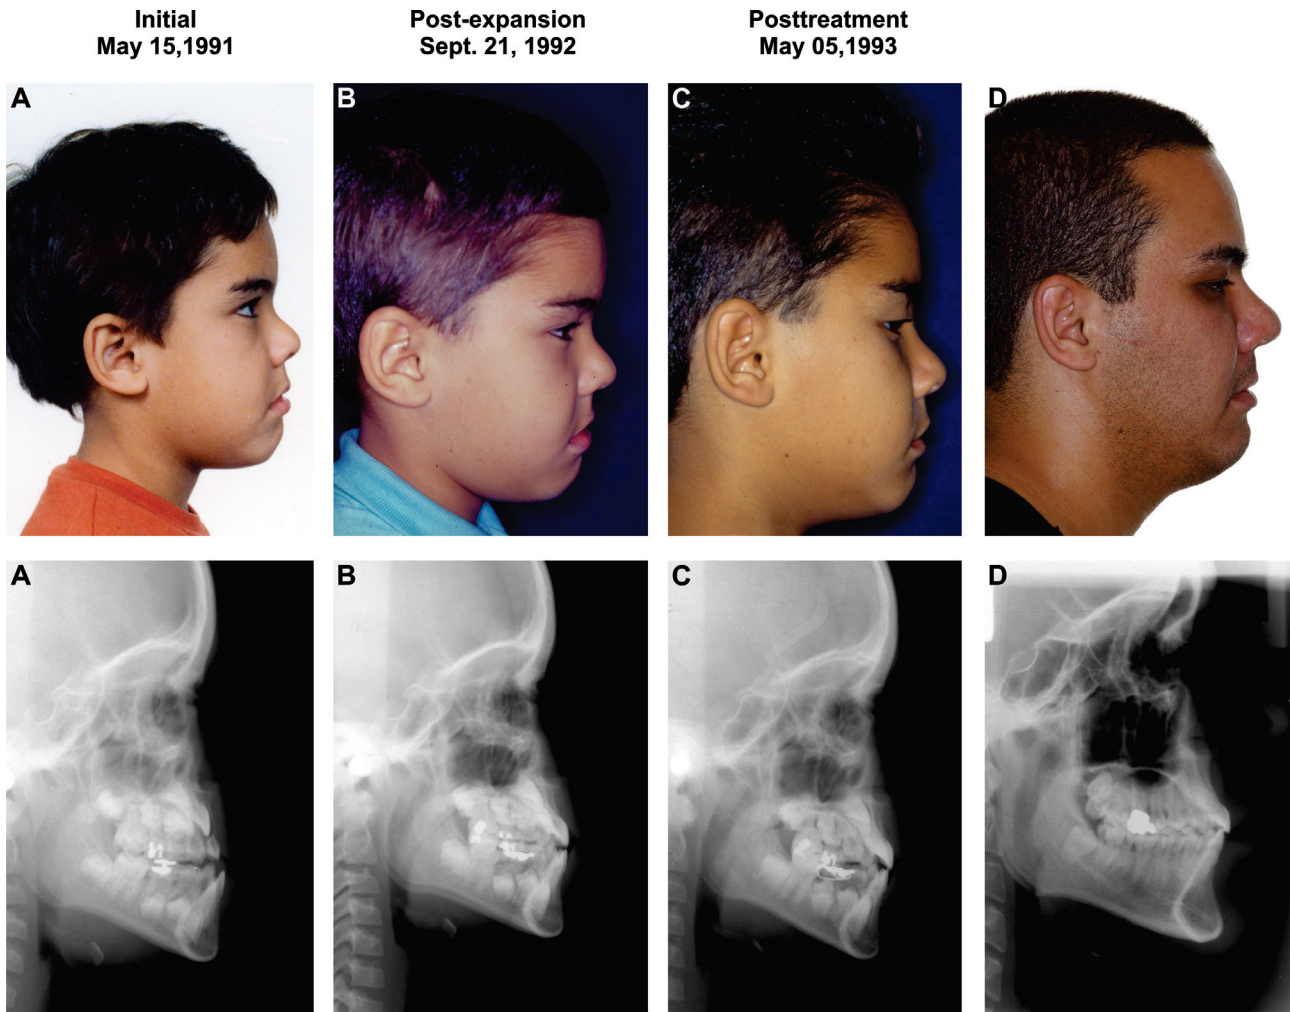 Initial
May 15,1991
Post-expansion
Sept. 21, 1992
Posttreatment
May 05,1993
A
B
C
D
A
B
C
D